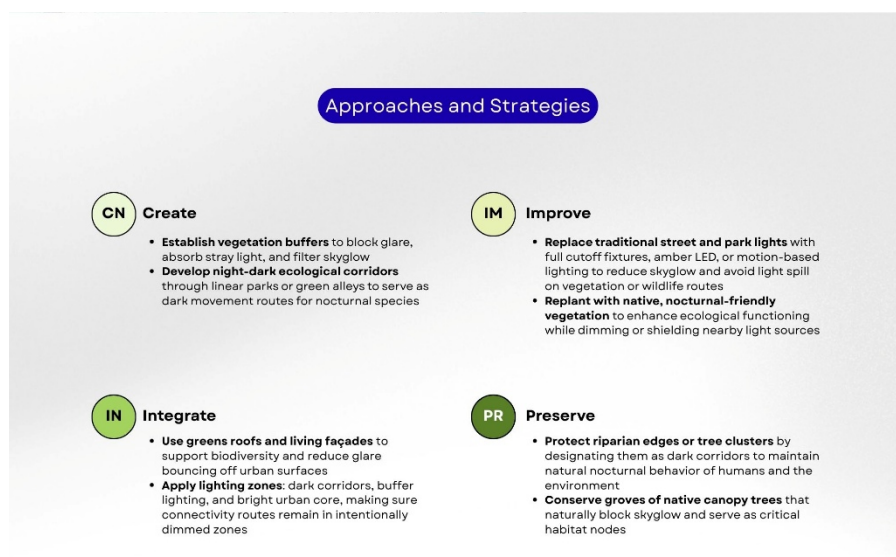 Approaches and Strategies
CN Create
• Establish vegetation buffers to block glare,
absorb stray light, and filter skyglow
• Develop night-dark ecological corridors
through linear parks or green alleys to serve as
dark movement routes for nocturnal species
IM Improve
• Replace traditional street and park lights with
full cutoff fixtures, amber LED, or motion-based
lighting to reduce skyglow and avoid light spill
on vegetation or wildlife routes
• Replant with native, nocturnal-friendly
vegetation to enhance ecological functioning
while dimming or shielding nearby light sources
IN Integrate
• Use greens roofs and living façades to
support biodiversity and reduce glare
bouncing off urban surfaces
• Apply lighting zones: dark corridors, buffer
lighting, and bright urban core, making sure
connectivity routes remain in intentionally
dimmed zones
PR Preserve
• Protect riparian edges or tree clusters by
designating them as dark corridors to maintain
natural nocturnal behavior of humans and the
environment
• Conserve groves of native canopy trees that
naturally block skyglow and serve as critical
habitat nodes